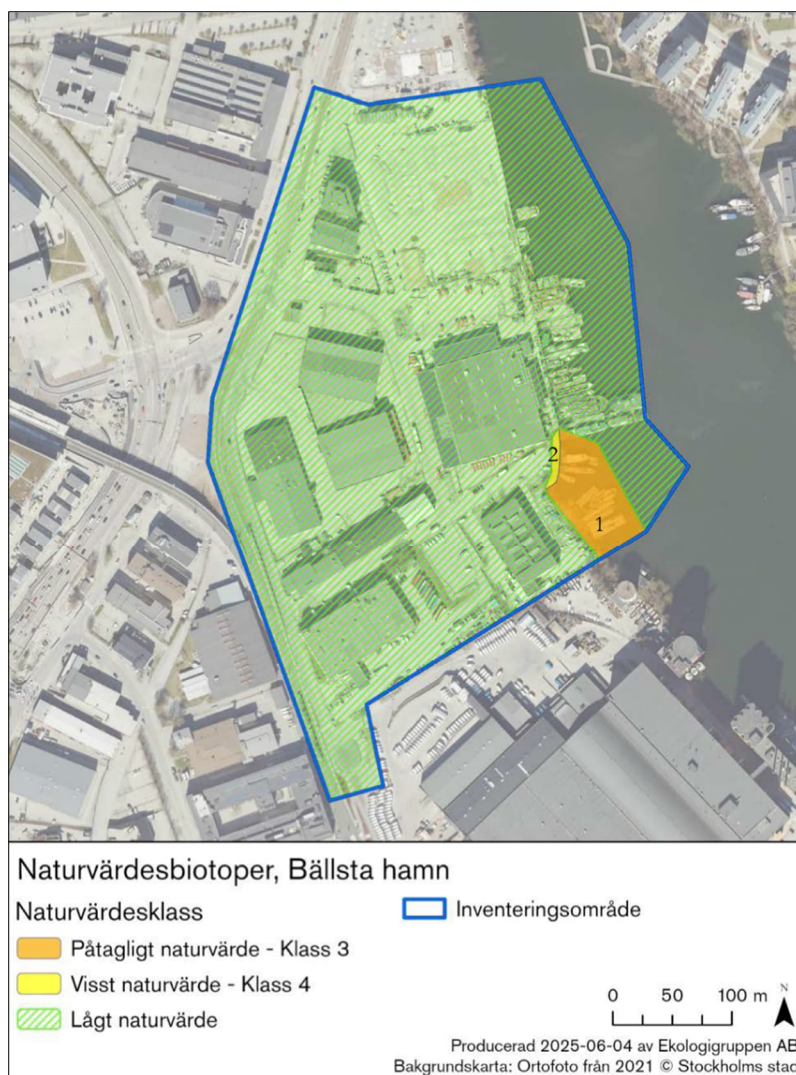 2
1
Naturvärdesbiotoper, Bällsta hamn
Naturvärdesklass
Påtagligt naturvärde - Klass 3
Visst naturvärde - Klass 4
Lågt naturvärde
Inventeringsområde
0 50 100 m
N
Producerad 2025-06-04 av Ekologigruppen AB
Bakgrundskarta: Ortofoto från 2021 © Stockholms stad